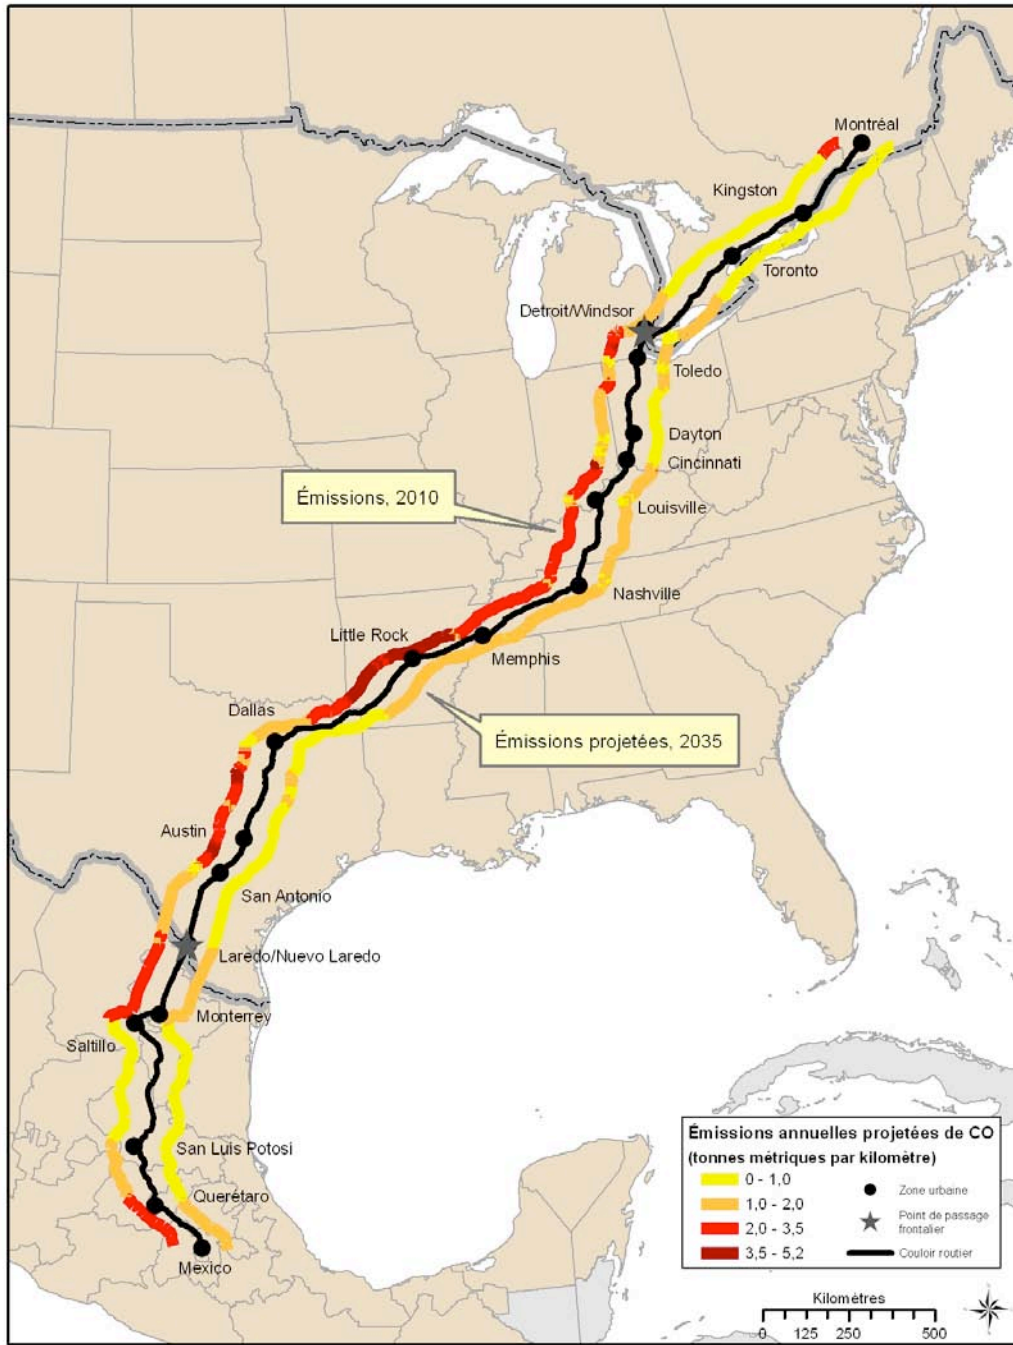 Montréal
Kingston
Toronto
Detroit/Windsor
Toledo
Dayton
Cincinnati
Émissions, 2010
Louisville
Nashville
Little Rock
Memphis
Dallas
Émissions projetées, 2035
Austin
San Antonio
Laredo/Nuevo Laredo
Monterrey
Saltillo
San Luis Potosi
Querétaro
Mexico
Émissions annuelles projetées de CO
(tonnes métriques par kilomètre)
0 - 1,0
1,0 - 2,0
2,0 - 3,5
3,5 - 5,2
Zone urbaine
Point de passage
frontalier
Couloir routier
Kilomètres
0 125 250 500